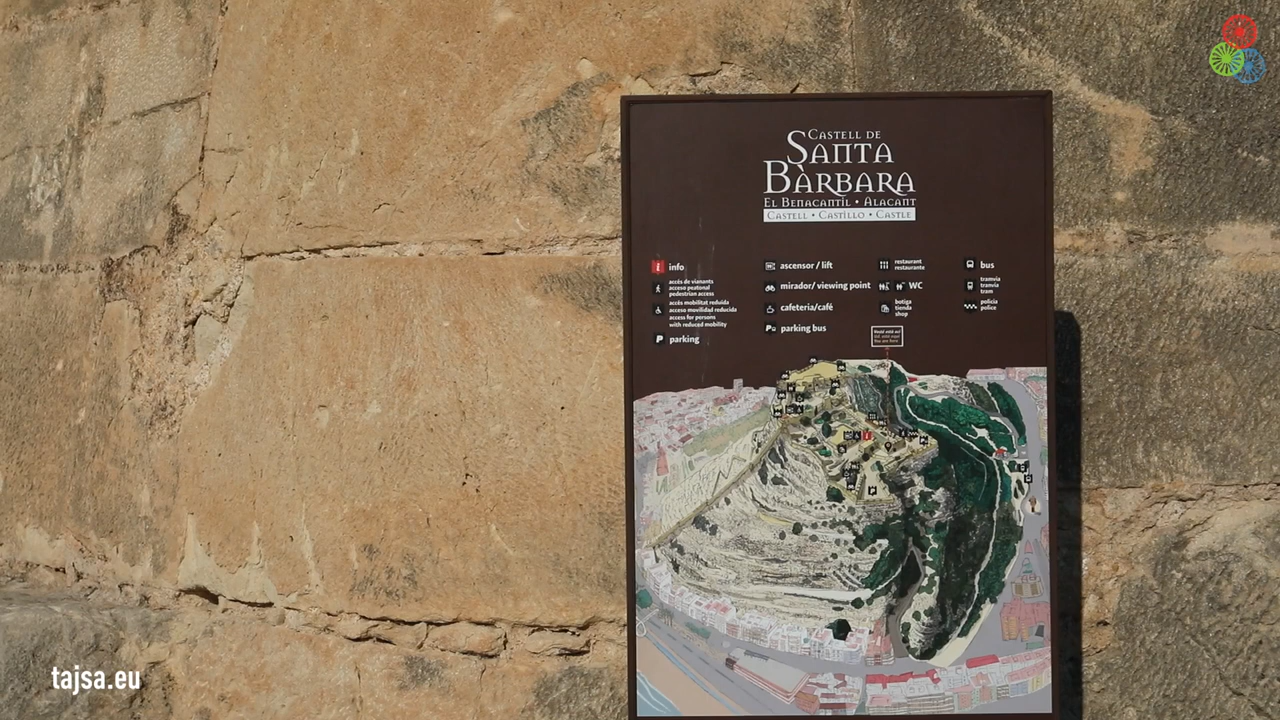 CASTELL DE
SANTA
BÀRBARA
EL BENACANTIL • ALACANT
CASTELL • CASTILLO • CASTLE
info
accés de vianants
acceso peatonal
pedestrian access
accés mobilitat reduïda
acceso movilidad reducida
access for persons
with reduced mobility
P parking
ascensor / lift
mirador/ viewing point
cafeteria/café
P parking bus
restaurant
restaurante
WC
botiga
tienda
shop
bus
tramvia
tranvía
tram
policia
police
tajsa.eu